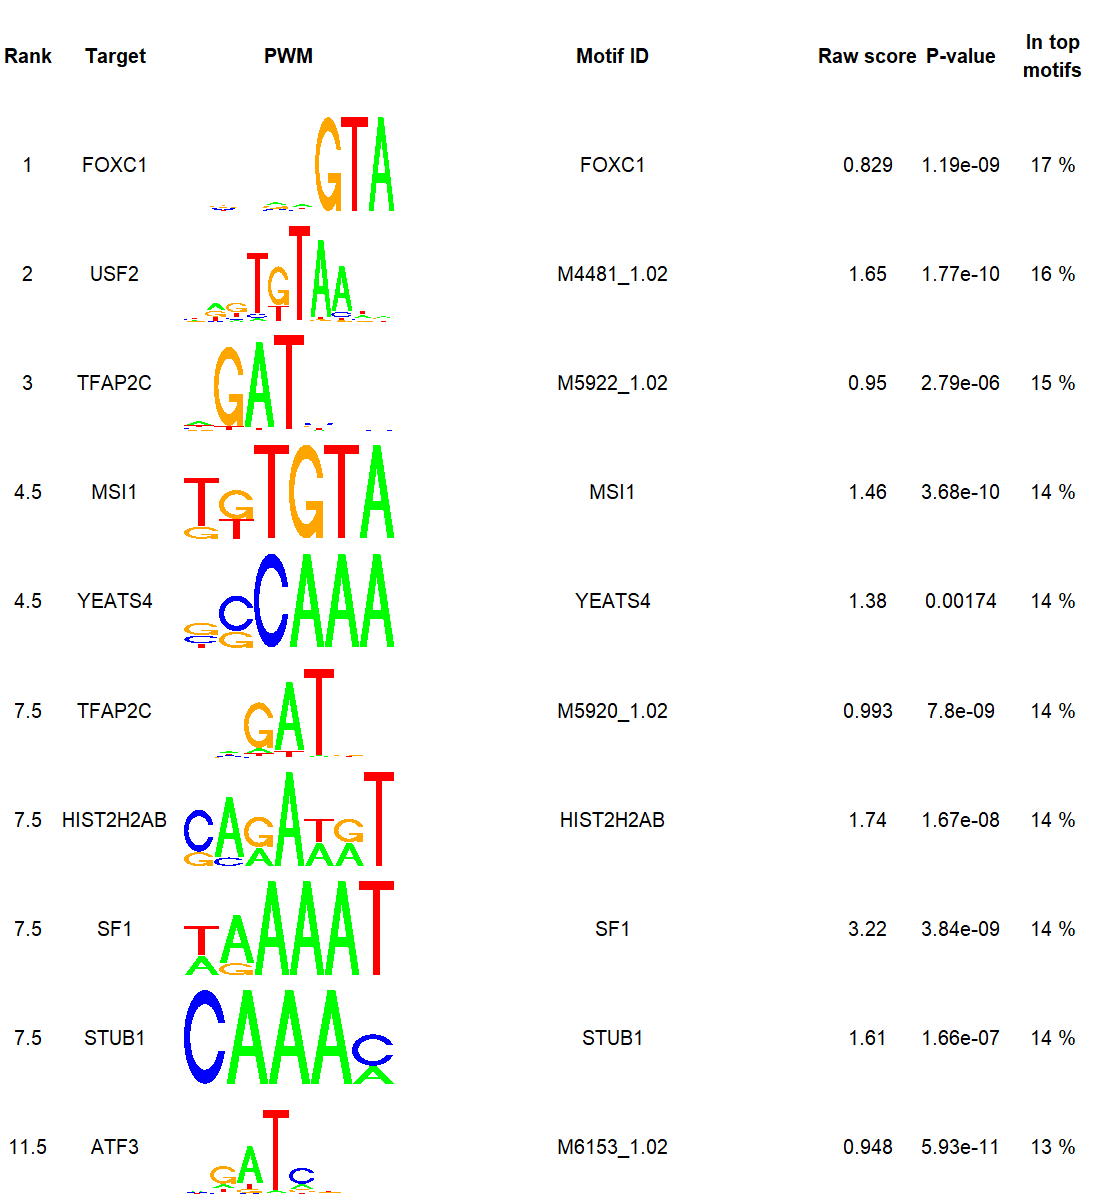 Rank Target PWM Motif ID Raw score P-value In top motifs
1 FOXC1 GTA FOXC1 0.829 1.19e-09 17 %
2 USF2 TGTAA M4481_1.02 1.65 1.77e-10 16 %
3 TFAP2C GAT M5922_1.02 0.95 2.79e-06 15 %
4.5 MSI1 TGTGTA MSI1 1.46 3.68e-10 14 %
4.5 YEATS4 GCCAAA YEATS4 1.38 0.00174 14 %
7.5 TFAP2C GAT M5920_1.02 0.993 7.8e-09 14 %
7.5 HIST2H2AB CAGATGT HIST2H2AB 1.74 1.67e-08 14 %
7.5 SF1 TAAAAT SF1 3.22 3.84e-09 14 %
7.5 STUB1 CAAAC STUB1 1.61 1.66e-07 14 %
11.5 ATF3 GATC M6153_1.02 0.948 5.93e-11 13 %